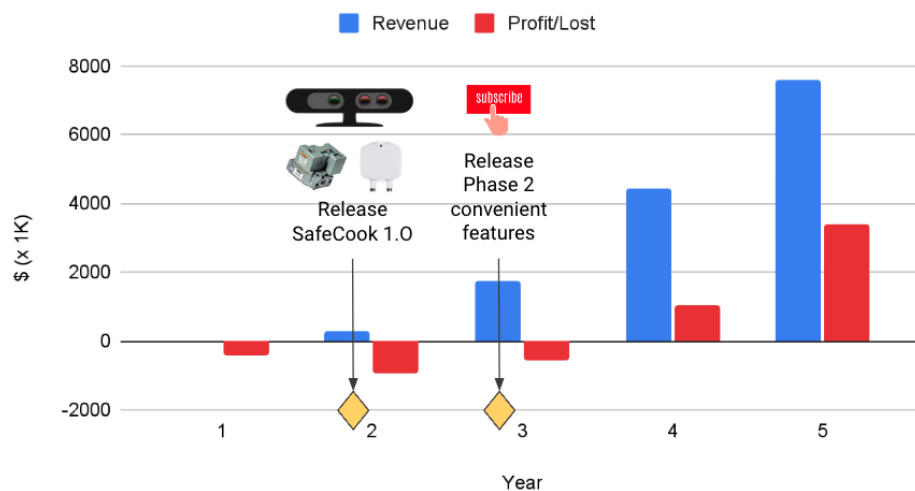 Revenue
Profit/Lost
8000
6000
4000
2000
0
-2000
$ (x 1K)
subscribe
Release
SafeCook 1.O
Release
Phase 2
convenient
features
1
2
3
4
5
Year